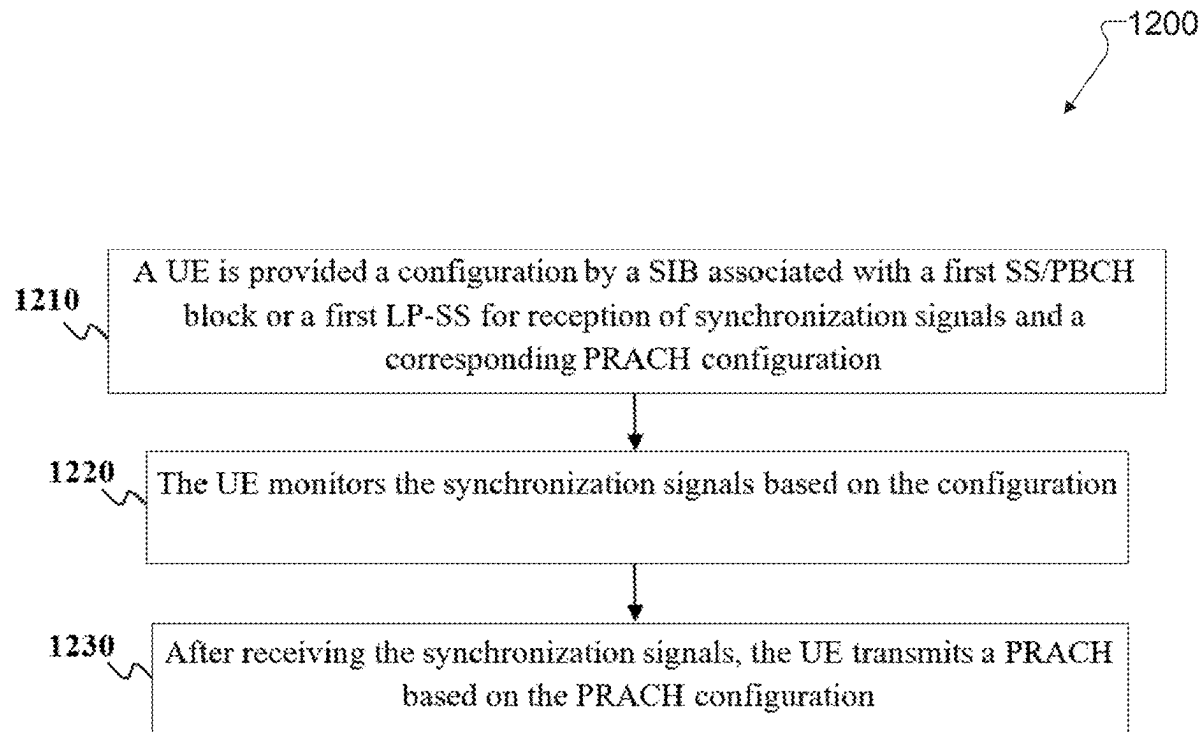 1200
A UE is provided a configuration by a SIB associated with a first SS/PBCH
1210
block or a first LP-SS for reception of synchronization signals and a
corresponding PRACH configuration
1220
The UE monitors the synchronization signals based on the configuration
1230
After receiving the synchronization signals, the UE transmits a PRACH
based on the PRACH configuration